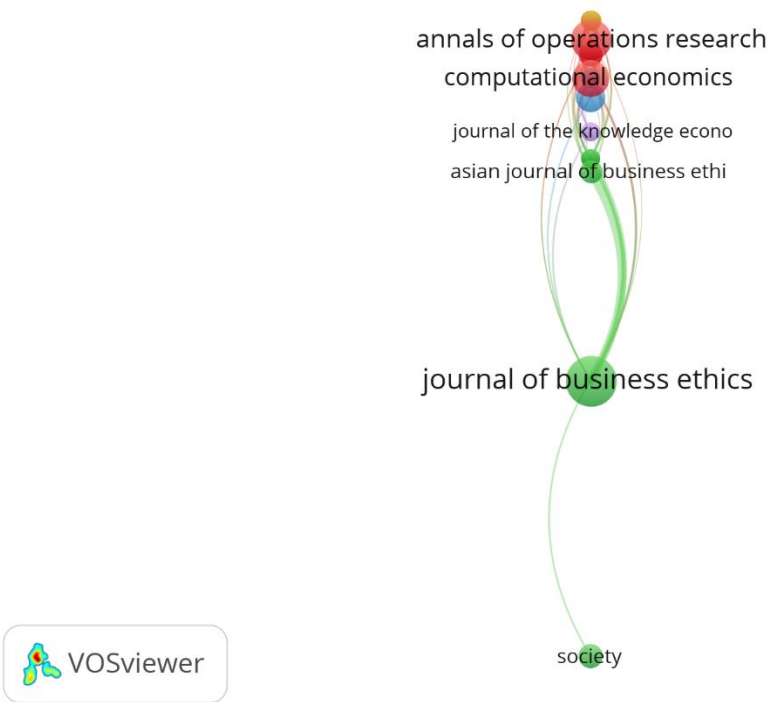 annals of operations research
computational economics
journal of the knowledge econo
asian journal of business ethi
journal of business ethics
society
VOSviewer